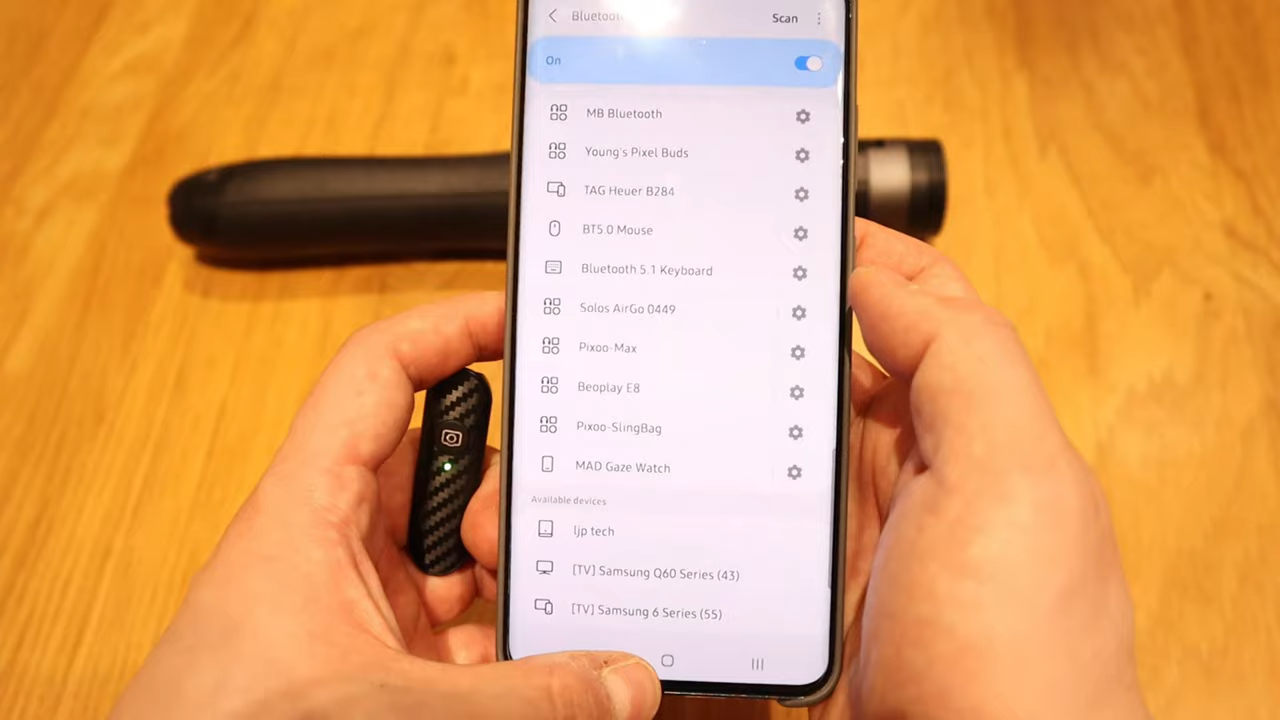 Bluetooth
Scan
On
MB Bluetooth
Young's Pixel Buds
TAG Heuer B284
BT5.0 Mouse
Bluetooth 5.1 Keyboard
Solos AirGo 0449
Pixoo-Max
Beoplay E8
Pixoo-SlingBag
MAD Gaze Watch
Available devices
ljp tech
[TV] Samsung Q60 Series (43)
[TV] Samsung 6 Series (55)